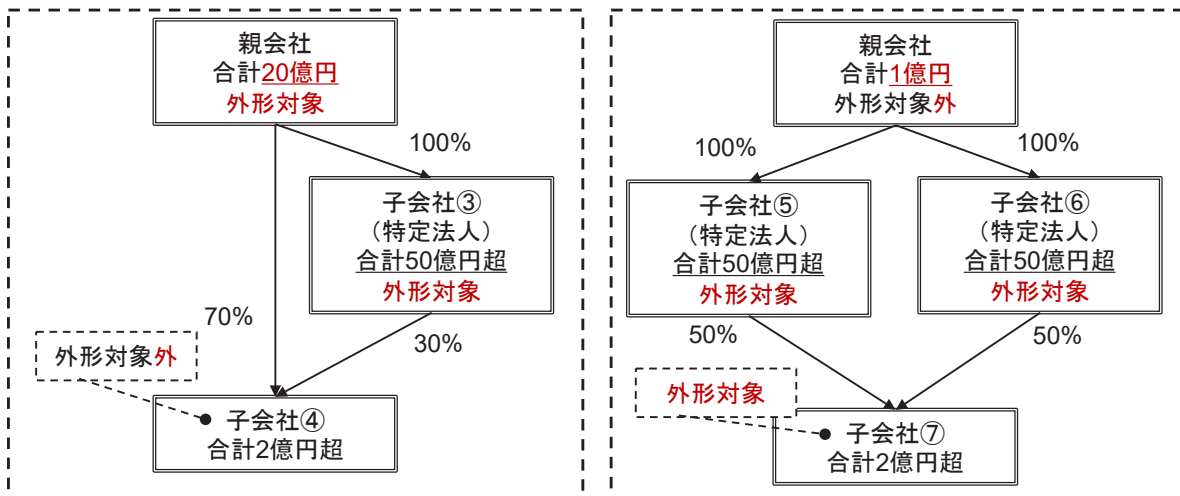 親会社
合計20億円
外形対象
100%
子会社③
（特定法人）
合計50億円超
外形対象
70%
30%
外形対象外
子会社④
合計2億円超
親会社
合計1億円
外形対象外
100%
100%
子会社⑤
（特定法人）
合計50億円超
外形対象
子会社⑥
（特定法人）
合計50億円超
外形対象
50%
50%
外形対象
子会社⑦
合計2億円超